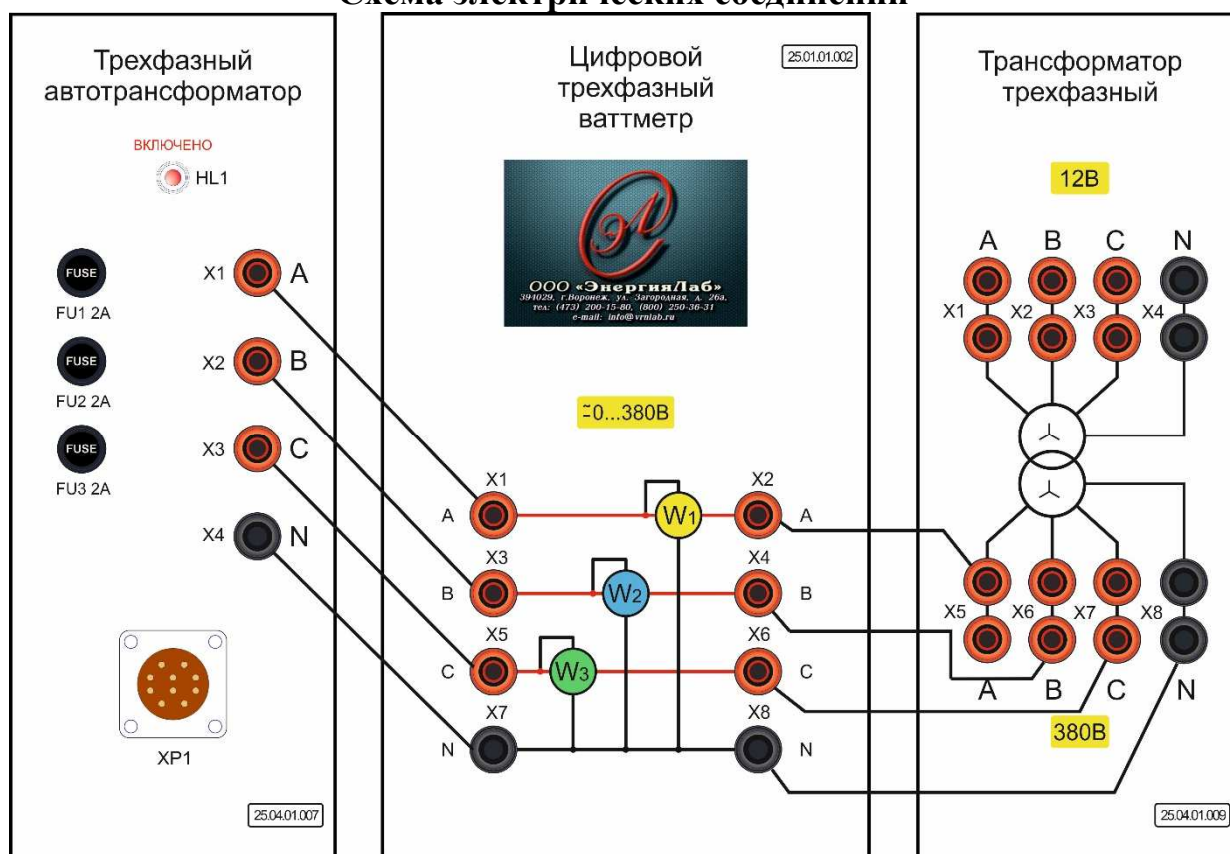 Схема электрических соединений
Трехфазный
автотрансформатор
ВКЛЮЧЕНО
HL1
FUSE
FU1 2A
X1
A
FUSE
FU2 2A
X2
B
FUSE
FU3 2A
X3
C
X4
N
XP1
25.04.01.007
Цифровой
трехфазный
ваттметр
25.01.01.002
ЭЛ
ООО «ЭнергияЛаб»
394029, г.Воронеж, ул. Загородная, д. 26а,
тел: (473) 200-15-80, (800) 250-36-31
e-mail: info@vrnlab.ru
≂0...380В
X1
X2
A
W1
A
X3
X4
B
W2
B
X5
X6
C
W3
C
X7
X8
N
N
Трансформатор
трехфазный
12В
A B C N
X1 X2 X3 X4
X5 X6 X7 X8
A B C N
380В
25.04.01.009